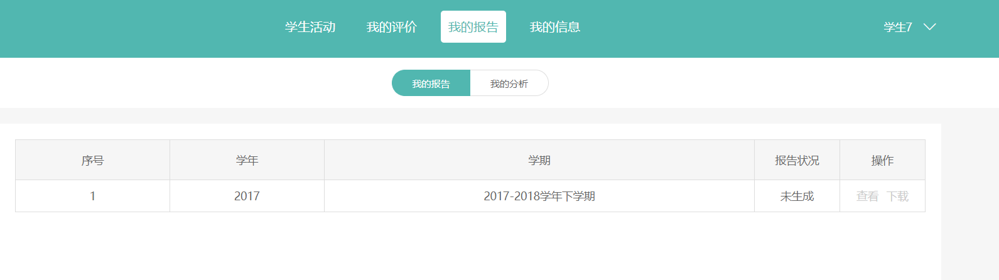 学生活动 我的评价 我的报告 我的信息 学生7
我的报告 我的分析
序号 学年 学期 报告状况 操作
1 2017 2017-2018学年下学期 未生成 查看 下载